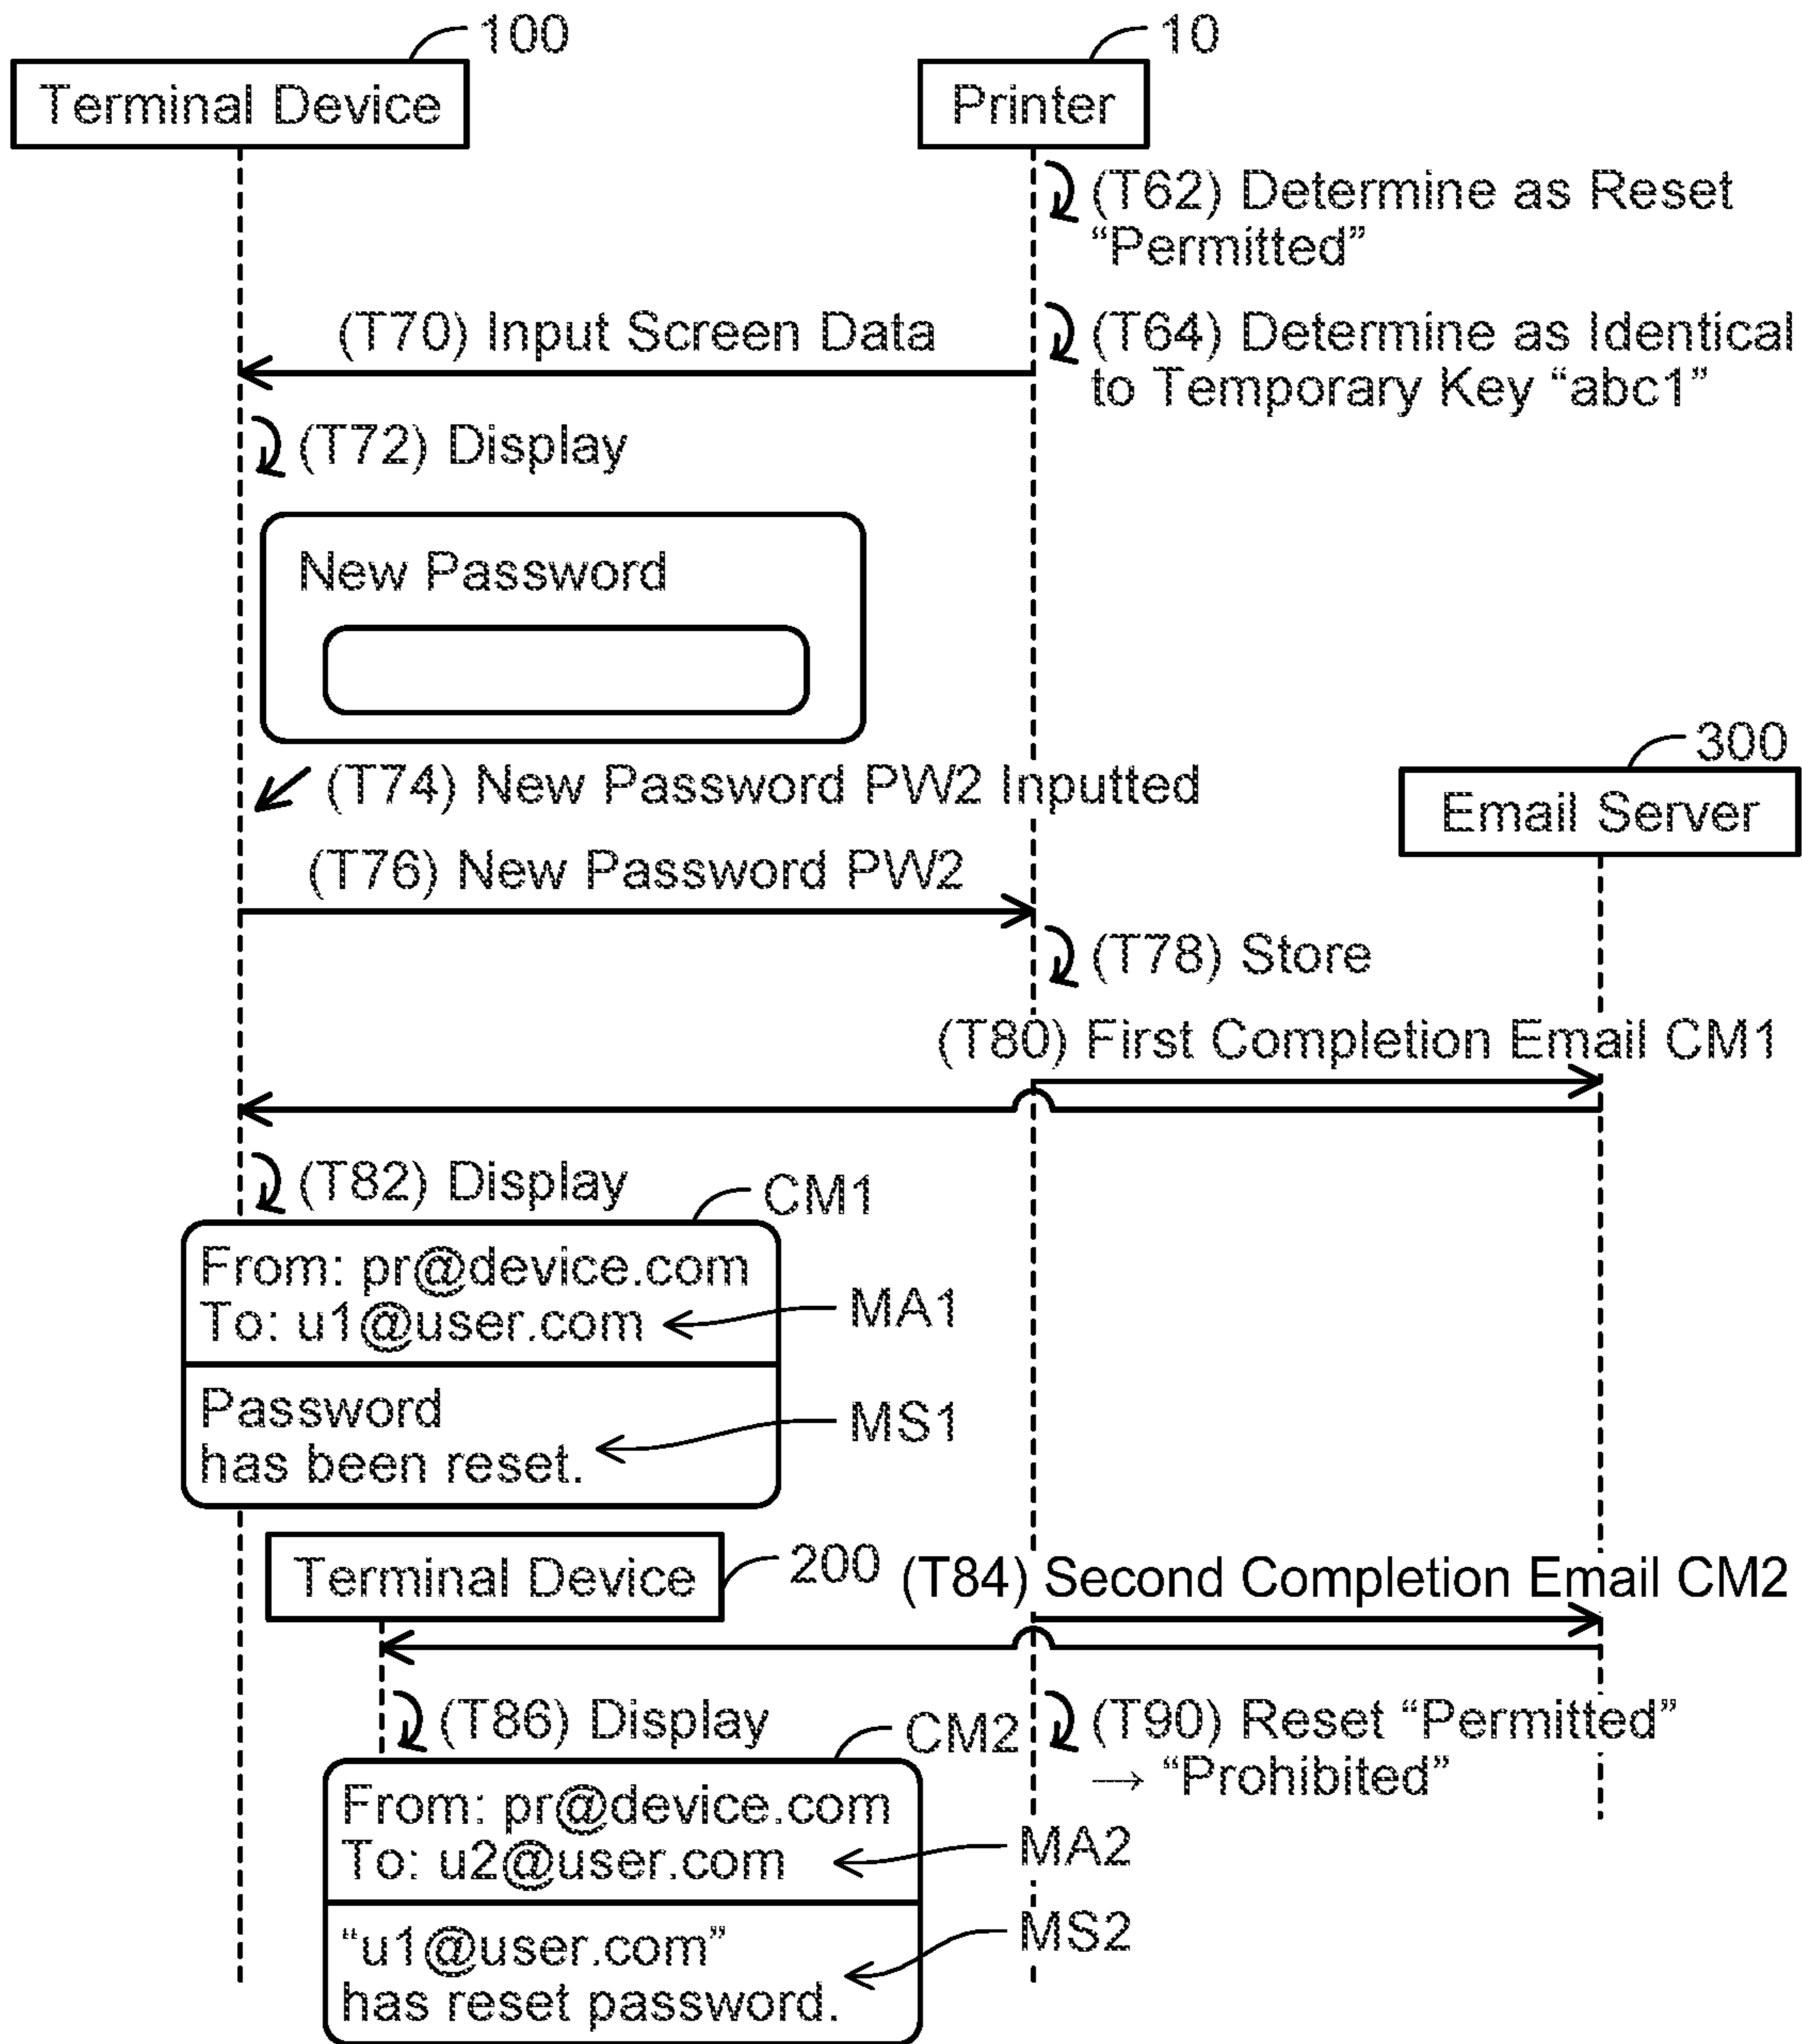 100
10
Terminal Device
Printer
(T62) Determine as Reset
“Permitted”
(T70) Input Screen Data
(T64) Determine as Identical
to Temporary Key “abc1”
(T72) Display
New Password
(T74) New Password PW2 Inputted
300
Email Server
(T76) New Password PW2
(T78) Store
(T80) First Completion Email CM1
(T82) Display
CM1
From: pr@device.com
To: u1@user.com
MA1
Password
has been reset.
MS1
Terminal Device
200
(T84) Second Completion Email CM2
(T86) Display
CM2
(T90) Reset “Permitted”
→ “Prohibited”
From: pr@device.com
To: u2@user.com
MA2
“u1@user.com”
has reset password.
MS2